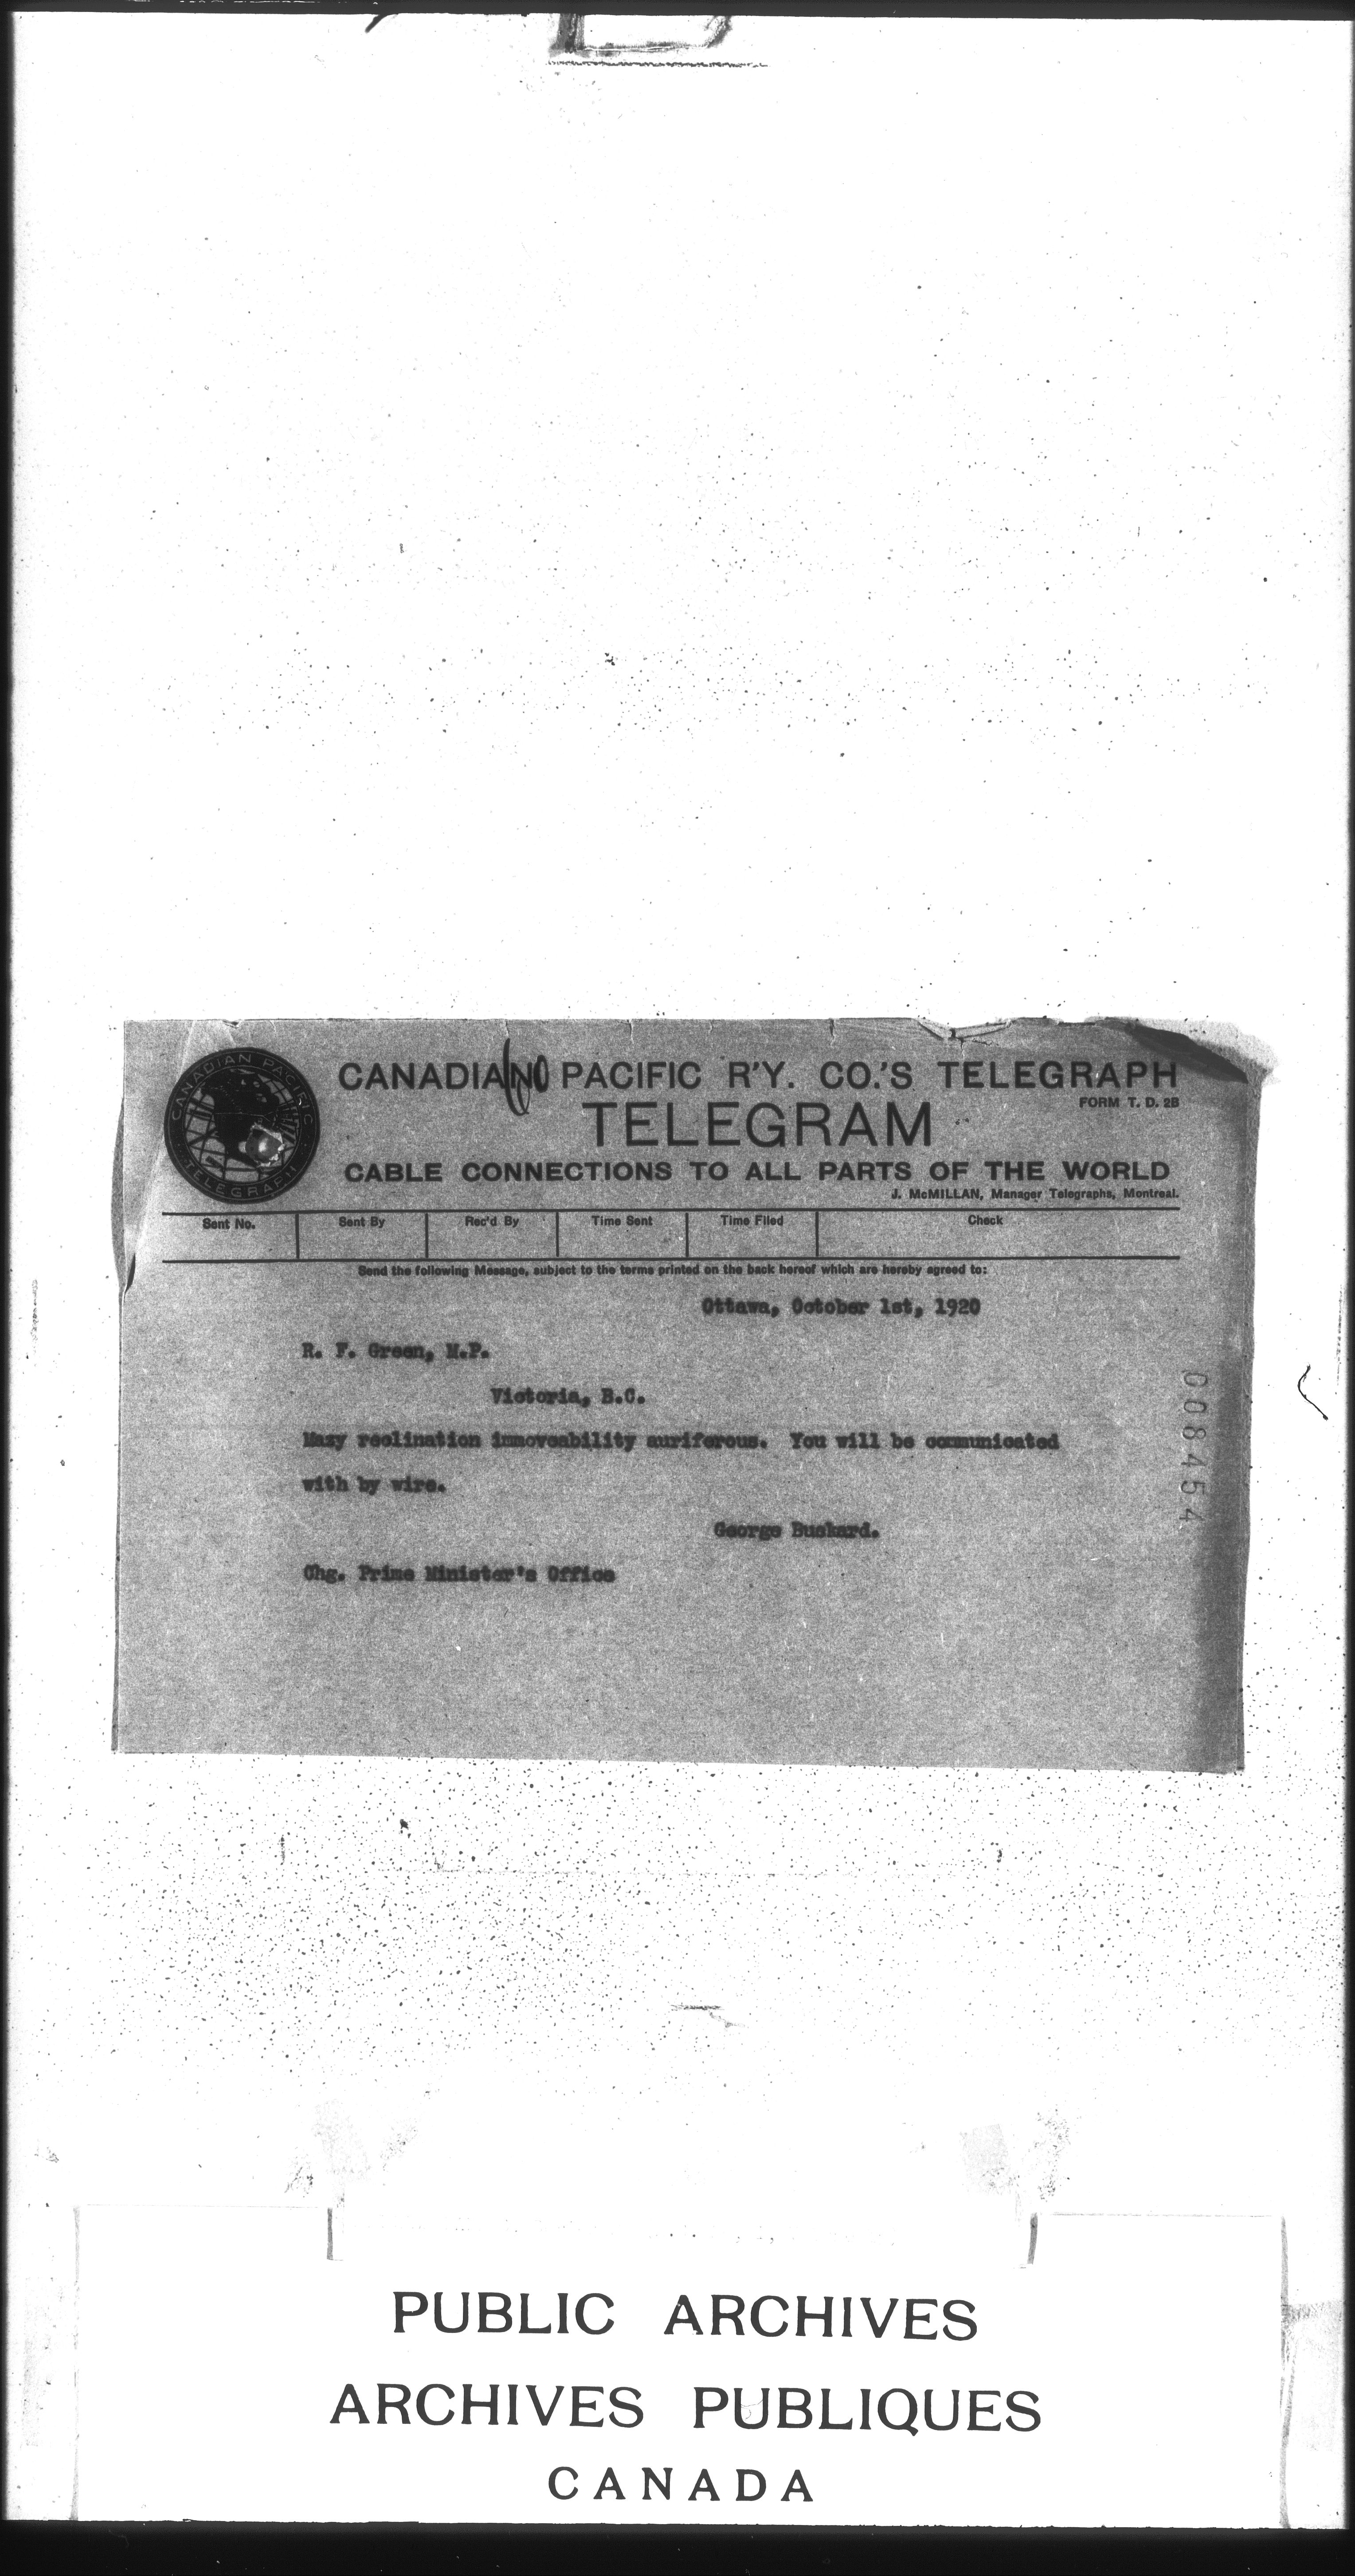 CANADIAN PACIFIC R'Y. CO.'S TELEGRAPH
FORM T. D. 2B
TELEGRAM
CABLE CONNECTIONS TO ALL PARTS OF THE WORLD
J. McMILLAN, Manager Telegraphs, Montreal.
CANADIAN PACIFIC
TELEGRAPH
Sent No. Sent By Rec'd By Time Sent Time Filed Check
Send the following Message, subject to the terms printed on the back hereof which are hereby agreed to:
Ottawa, October 1st, 1920
R. F. Green, M.P.
Victoria, B.C.
Mazy reclination immoveability auriferous. You will be communicated
with by wire.
George Buskard.
Chg. Prime Minister's Office
008454
PUBLIC ARCHIVES
ARCHIVES PUBLIQUES
CANADA